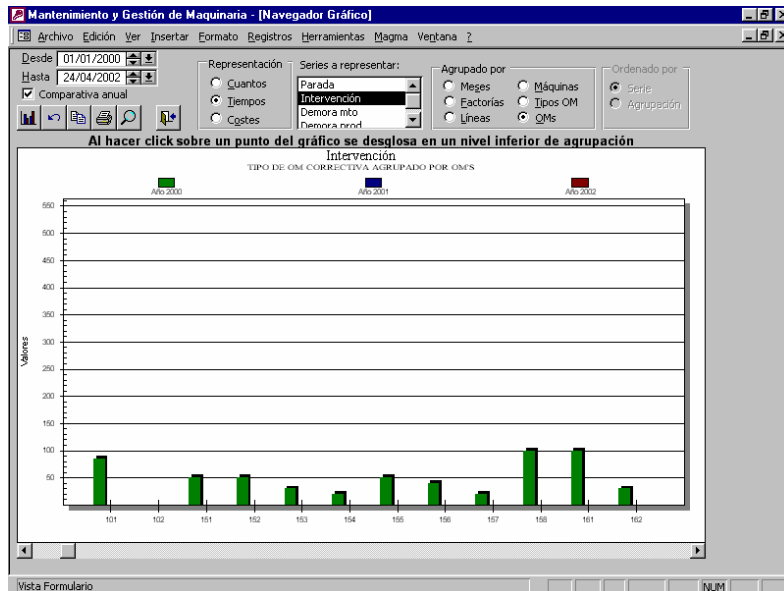 Mantenimiento y Gestión de Maquinaria - [Navegador Gráfico]
Archivo Edición Ver Insertar Formato Registros Herramientas Magma Ventana ?
Desde 01/01/2000
Hasta 24/04/2002
Comparativa anual
Representación
Cuantos
Tiempos
Costes
Series a representar:
Parada
Intervención
Demora mto
Demora prod
Agrupado por
Meses
Factorías
Líneas
Máquinas
Tipos OM
OMs
Ordenado por
Serie
Agrupación
Al hacer click sobre un punto del gráfico se desglosa en un nivel inferior de agrupación
Intervención
TIPO DE OM CORRECTIVA AGRUPADO POR OM'S
Año 2000 Año 2001 Año 2002
Valores
550
500
450
400
350
300
250
200
150
100
50
101 102 151 152 153 154 155 156 157 158 161 162
Vista Formulario NUM